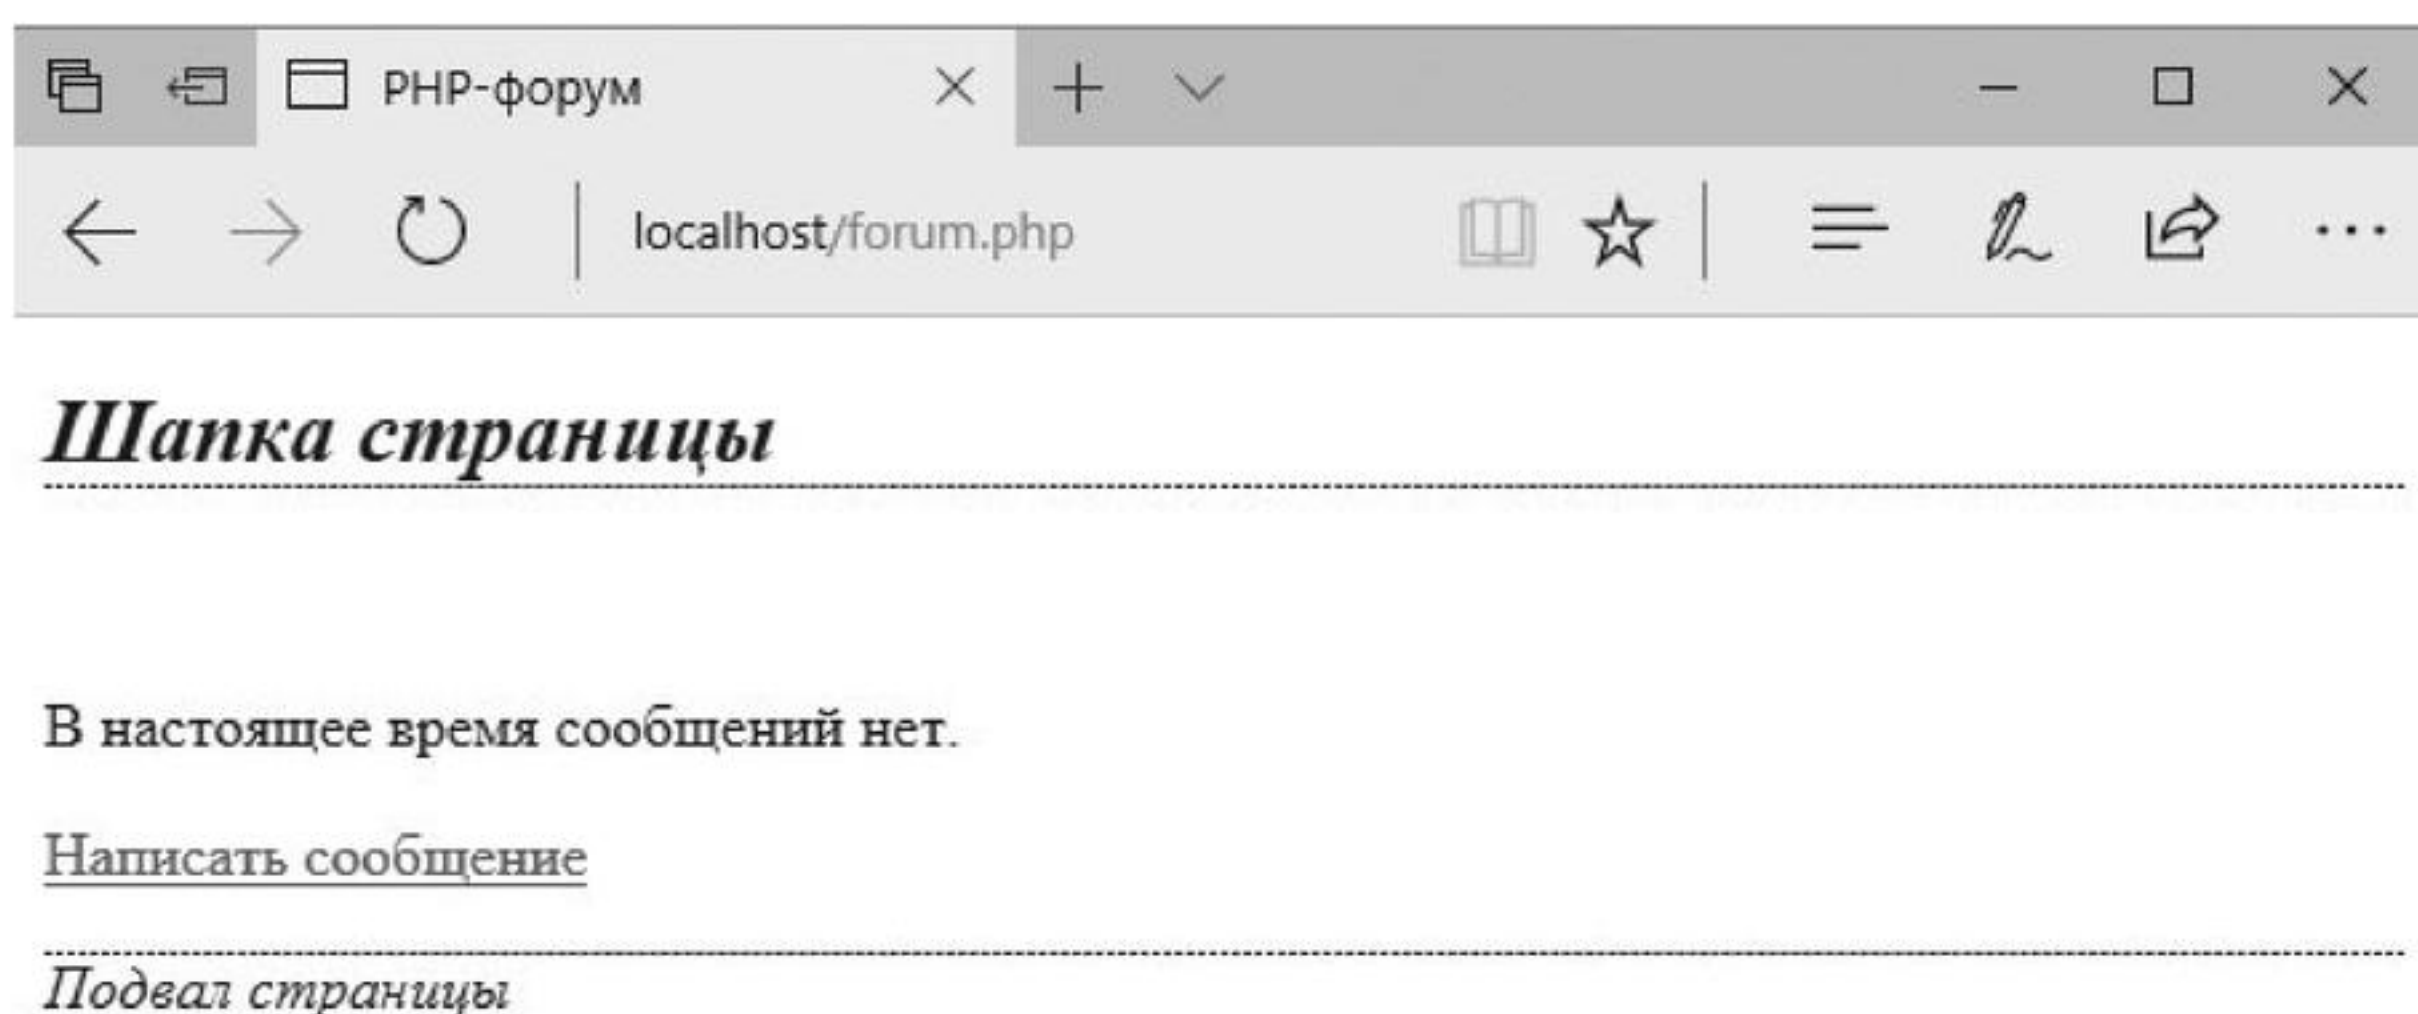 PHP-форум
localhost/forum.php
Шапка страницы
В настоящее время сообщений нет.
Написать сообщение
Подвал страницы